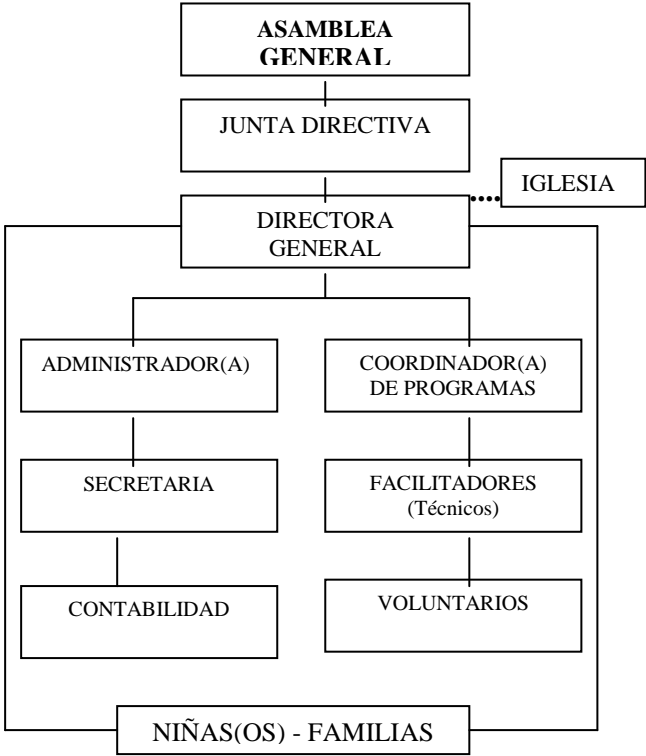 ASAMBLEA
GENERAL
JUNTA DIRECTIVA
IGLESIA
DIRECTORA
GENERAL
ADMINISTRADOR(A)
COORDINADOR(A)
DE PROGRAMAS
SECRETARIA
FACILITADORES
(Técnicos)
CONTABILIDAD
VOLUNTARIOS
NIÑAS(OS) - FAMILIAS